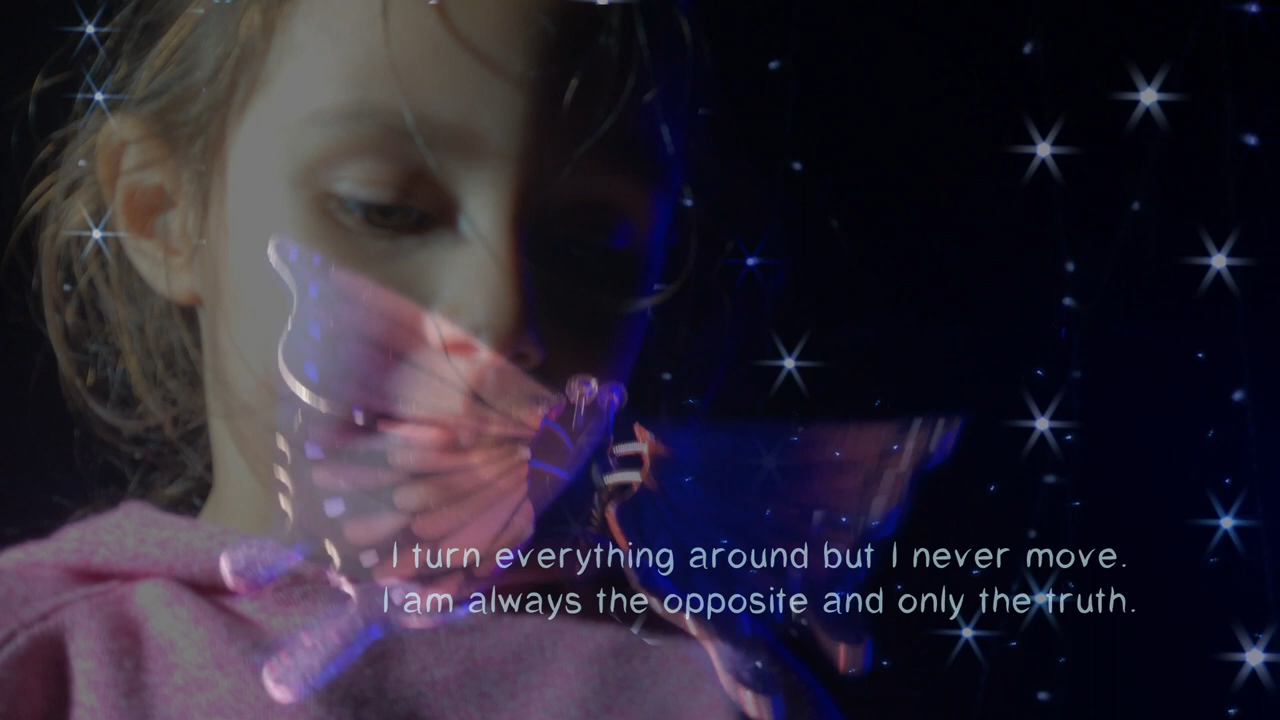 I turn everything around but I never move.
I am always the opposite and only the truth.